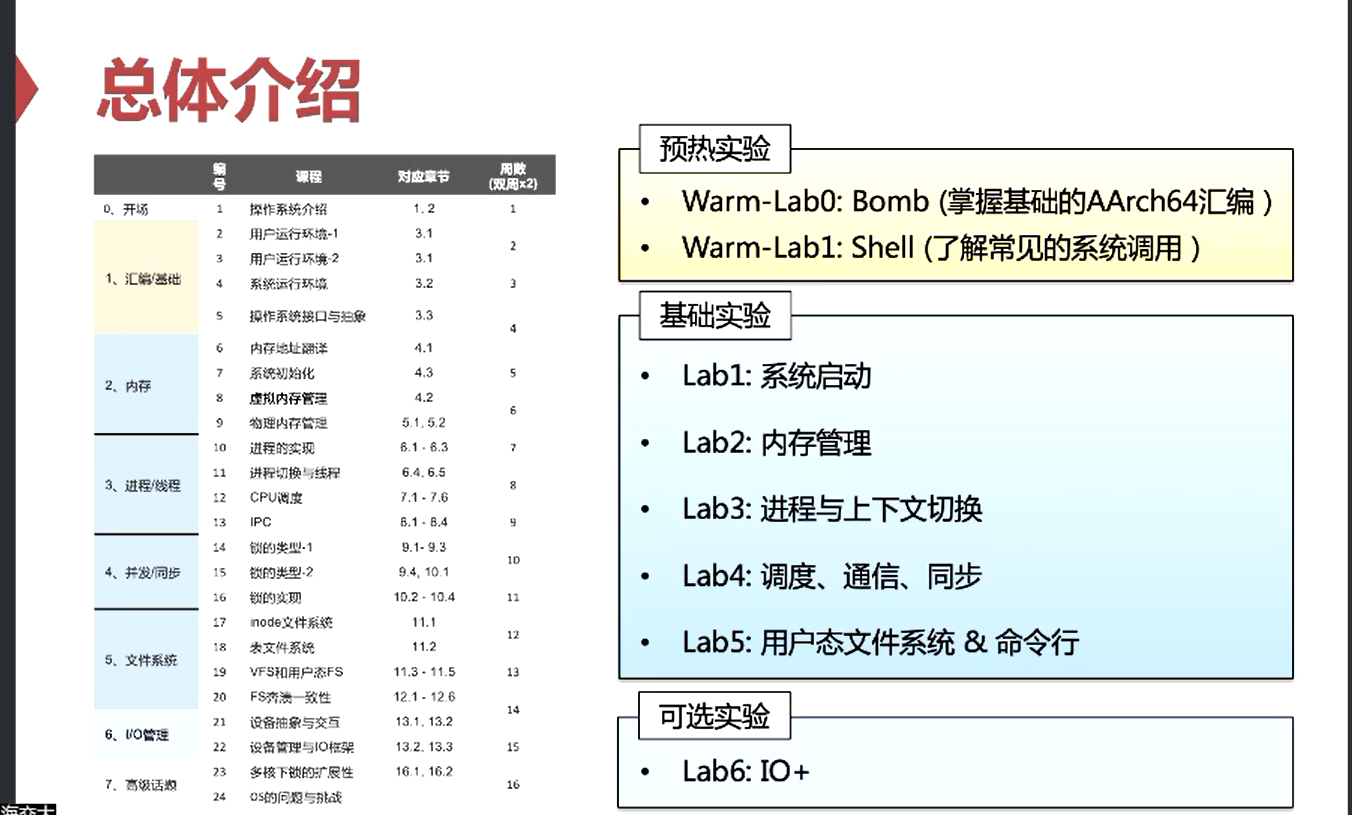 总体介绍
编号 课程 对应章节 周数(双周x2)
0、开场 1 操作系统介绍 1, 2 1
2 用户运行环境-1 3.1
2
1、汇编/基础 3 用户运行环境-2 3.1
4 系统运行环境 3.2 3
5 操作系统接口与抽象 3.3
4
6 内存地址翻译 4.1
2、内存 7 系统初始化 4.3 5
8 虚拟内存管理 4.2
6
9 物理内存管理 5.1, 5.2
10 进程的实现 6.1 - 6.3 7
3、进程/线程 11 进程切换与线程 6.4, 6.5
8
12 CPU调度 7.1 - 7.6
13 IPC 8.1 - 8.4 9
14 锁的类型-1 9.1- 9.3
10
4、并发/同步 15 锁的类型-2 9.4, 10.1
16 锁的实现 10.2 - 10.4 11
17 inode文件系统 11.1
12
5、文件系统 18 表文件系统 11.2
19 VFS和用户态FS 11.3 - 11.5 13
20 FS奔溃一致性 12.1 - 12.6
14
6、I/O管理 21 设备抽象与交互 13.1, 13.2
22 设备管理与IO框架 13.2, 13.3 15
7、高级话题 23 多核下锁的扩展性 16.1, 16.2
16
24 OS的问题与挑战
预热实验
• Warm-Lab0: Bomb (掌握基础的AArch64汇编 )
• Warm-Lab1: Shell (了解常见的系统调用 )
基础实验
• Lab1: 系统启动
• Lab2: 内存管理
• Lab3: 进程与上下文切换
• Lab4: 调度、通信、同步
• Lab5: 用户态文件系统 & 命令行
可选实验
• Lab6: IO+